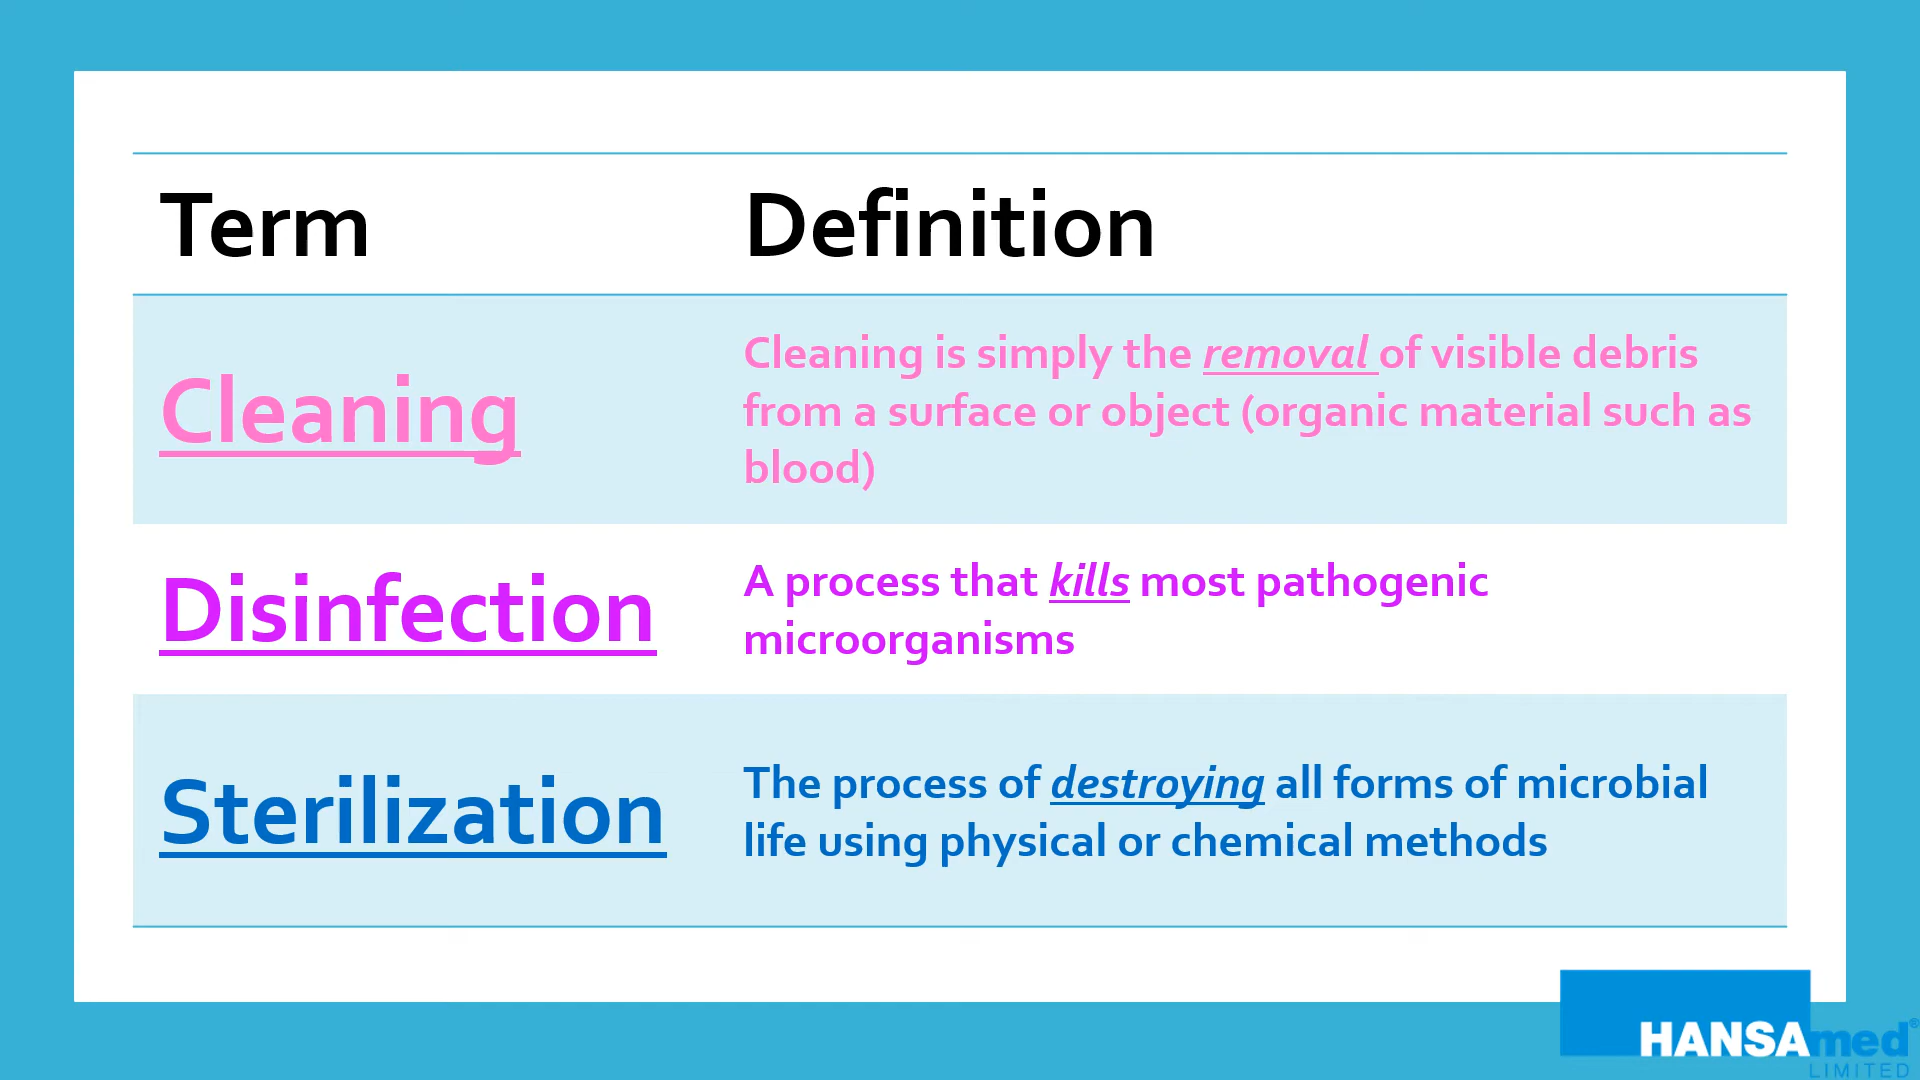 Term
Definition
Cleaning
Cleaning is simply the removal of visible debris
from a surface or object (organic material such as
blood)
Disinfection
A process that kills most pathogenic
microorganisms
Sterilization
The process of destroying all forms of microbial
life using physical or chemical methods
HANSAmed®
LIMITED